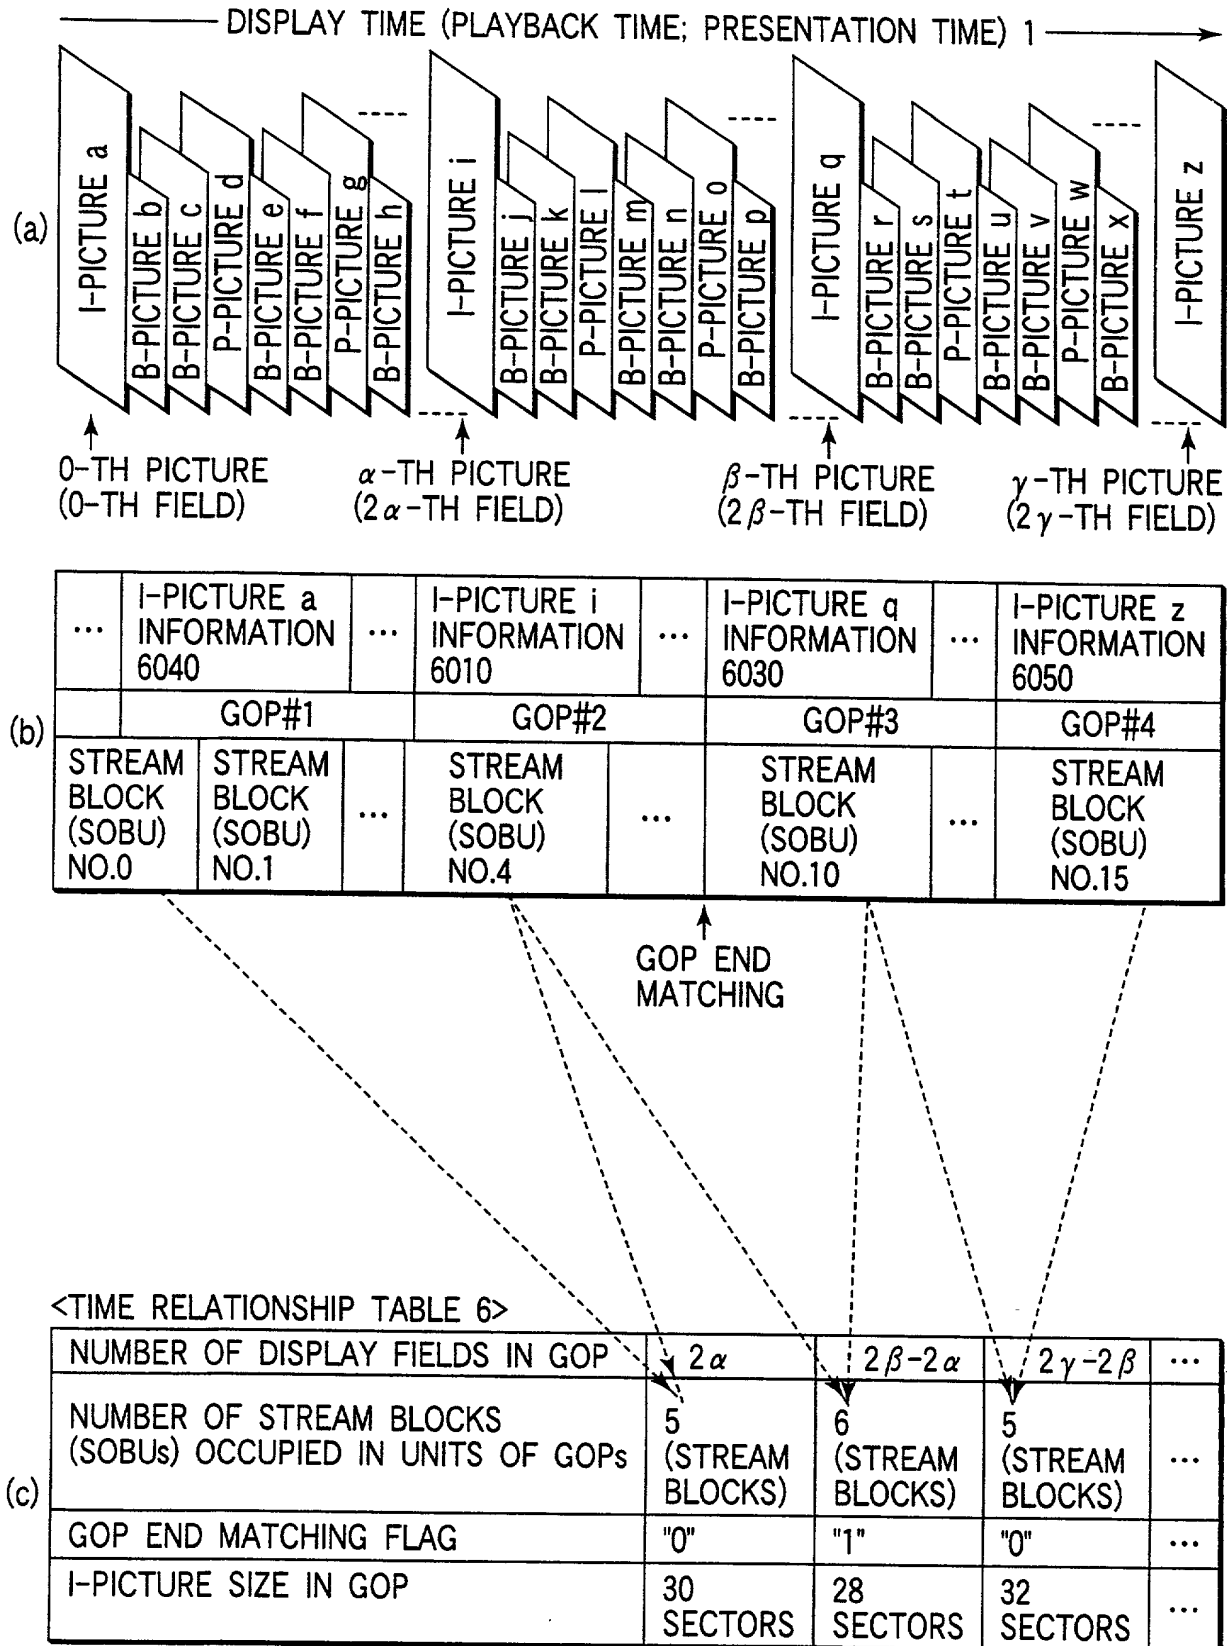 DISPLAY TIME (PLAYBACK TIME; PRESENTATION TIME) 1
(a)
I-PICTURE a
B-PICTURE b
B-PICTURE c
P-PICTURE d
B-PICTURE e
B-PICTURE f
P-PICTURE g
B-PICTURE h
I-PICTURE i
B-PICTURE j
B-PICTURE k
P-PICTURE l
B-PICTURE m
B-PICTURE n
P-PICTURE o
B-PICTURE p
I-PICTURE q
B-PICTURE r
B-PICTURE s
P-PICTURE t
B-PICTURE u
B-PICTURE v
P-PICTURE w
B-PICTURE x
I-PICTURE z
0-TH PICTURE
(0-TH FIELD)
α-TH PICTURE
(2α-TH FIELD)
β-TH PICTURE
(2β-TH FIELD)
γ-TH PICTURE
(2γ-TH FIELD)
(b)
...
I-PICTURE a
INFORMATION
6040
...
I-PICTURE i
INFORMATION
6010
...
I-PICTURE q
INFORMATION
6030
...
I-PICTURE z
INFORMATION
6050
GOP#1
GOP#2
GOP#3
GOP#4
STREAM
BLOCK
(SOBU)
NO.0
STREAM
BLOCK
(SOBU)
NO.1
...
STREAM
BLOCK
(SOBU)
NO.4
...
STREAM
BLOCK
(SOBU)
NO.10
...
STREAM
BLOCK
(SOBU)
NO.15
GOP END
MATCHING
<TIME RELATIONSHIP TABLE 6>
(c)
NUMBER OF DISPLAY FIELDS IN GOP
2α
2β-2α
2γ-2β
...
NUMBER OF STREAM BLOCKS
(SOBUs) OCCUPIED IN UNITS OF GOPs
5
(STREAM
BLOCKS)
6
(STREAM
BLOCKS)
5
(STREAM
BLOCKS)
...
GOP END MATCHING FLAG
"0"
"1"
"0"
...
I-PICTURE SIZE IN GOP
30
SECTORS
28
SECTORS
32
SECTORS
...